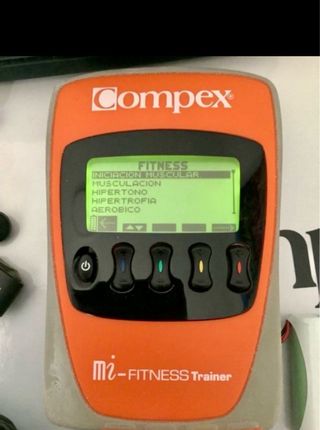 Compex®
FITNESS
INICIACION MUSCULAR
MUSCULACION
HIPERTONO
HIPERTROFIA
AEROBICO
mi-FITNESS Trainer